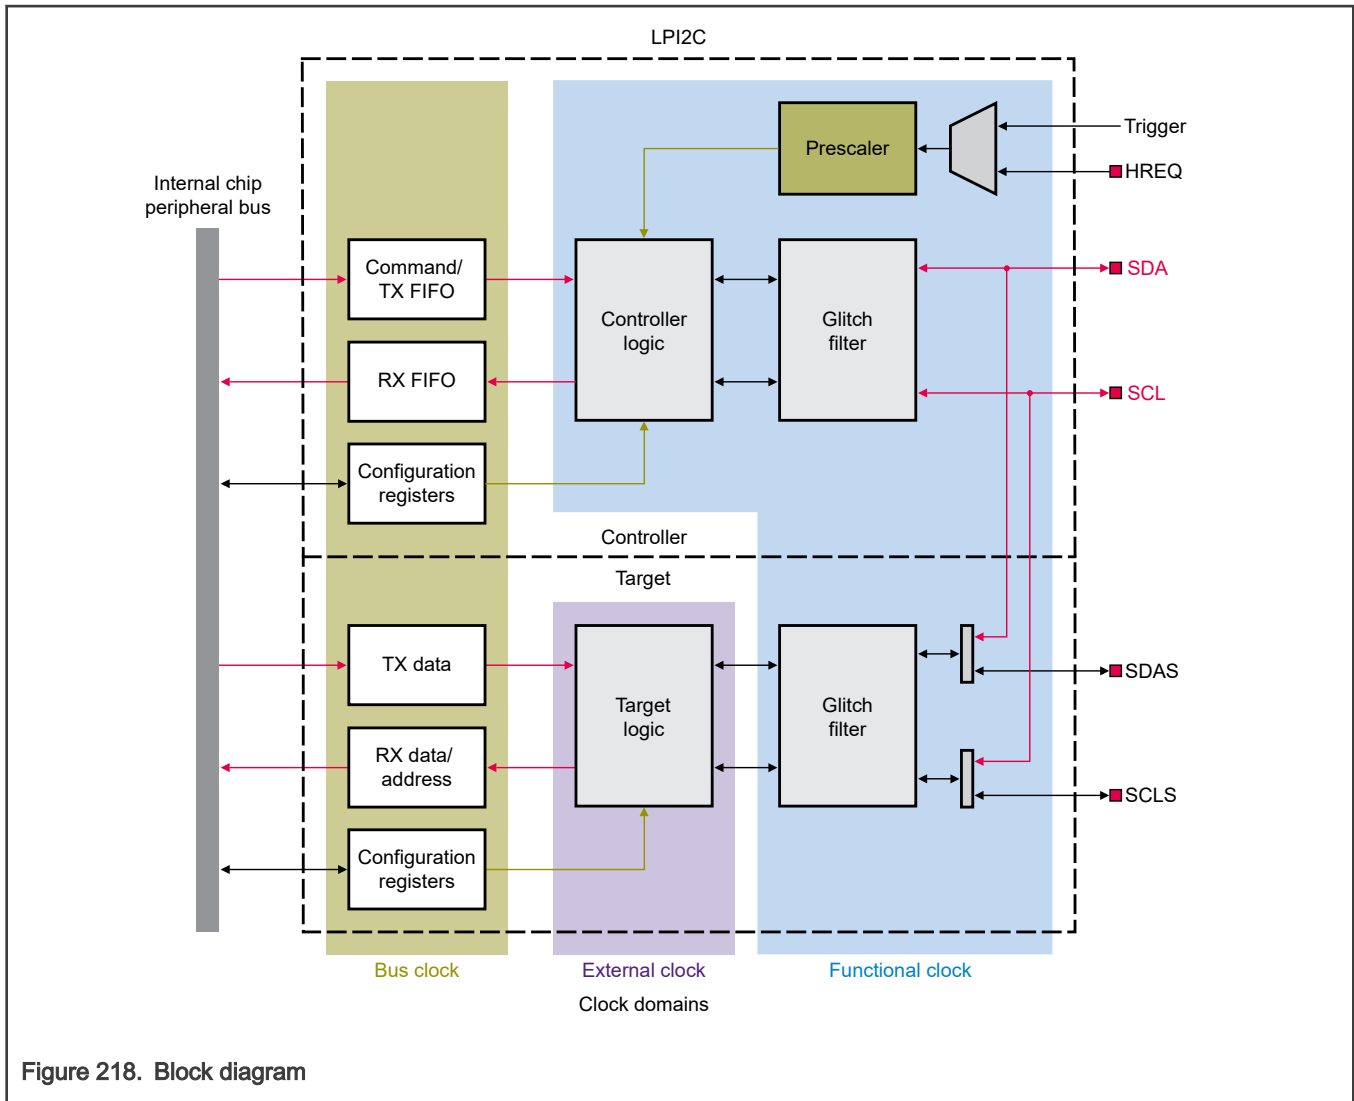 LPI2C
Trigger
Prescaler
HREQ
Internal chip
peripheral bus
Command/
TX FIFO
Controller
logic
Glitch
filter
SDA
RX FIFO
SCL
Configuration
registers
Controller
Target
TX data
Target
logic
Glitch
filter
SDAS
RX data/
address
SCLS
Configuration
registers
Bus clock
External clock
Functional clock
Clock domains
Figure 218. Block diagram